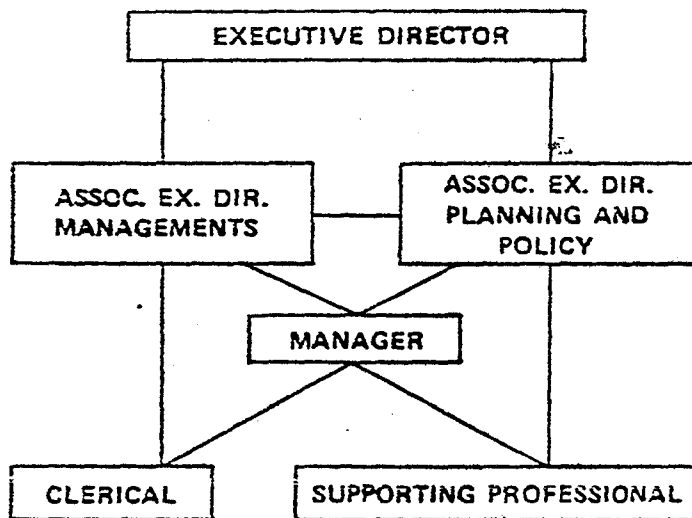 EXECUTIVE DIRECTOR
ASSOC. EX. DIR.
MANAGEMENTS
ASSOC. EX. DIR.
PLANNING AND
POLICY
MANAGER
CLERICAL
SUPPORTING PROFESSIONAL